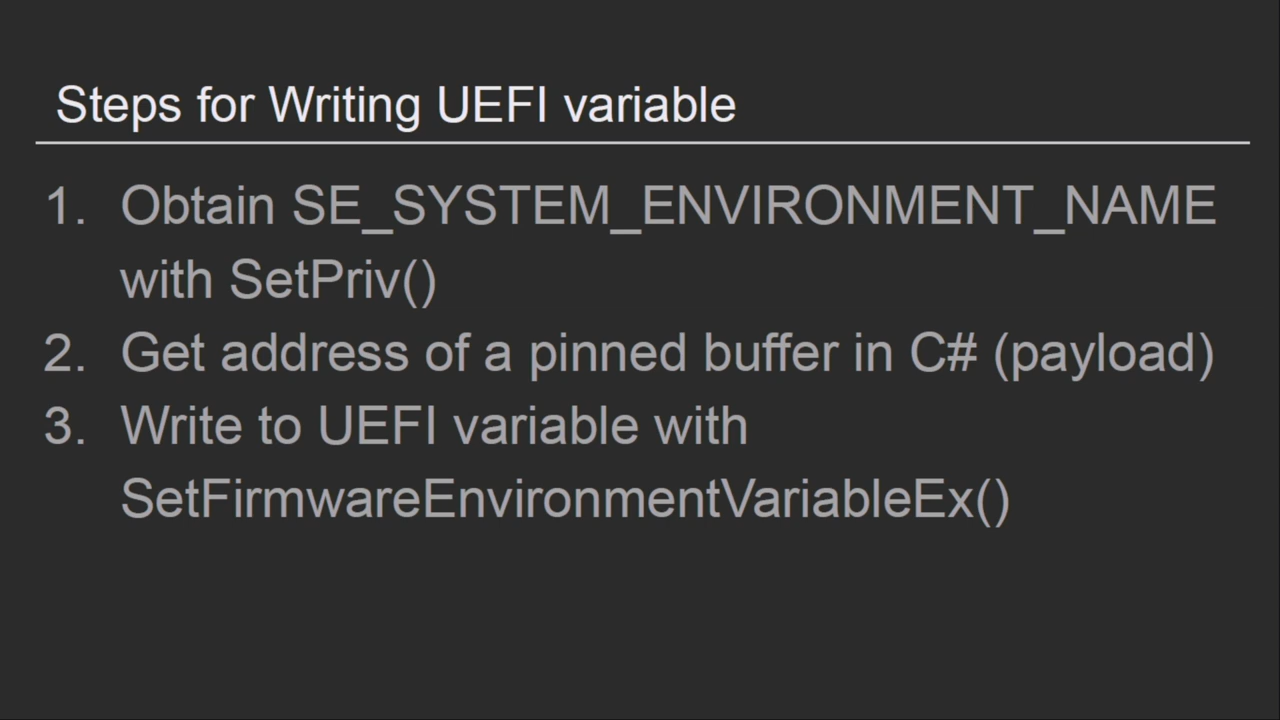 Steps for Writing UEFI variable
1. Obtain SE_SYSTEM_ENVIRONMENT_NAME
with SetPriv()
2. Get address of a pinned buffer in C# (payload)
3. Write to UEFI variable with
SetFirmwareEnvironmentVariableEx()